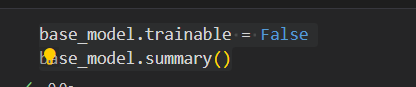 base_model.trainable = False
base_model.summary()